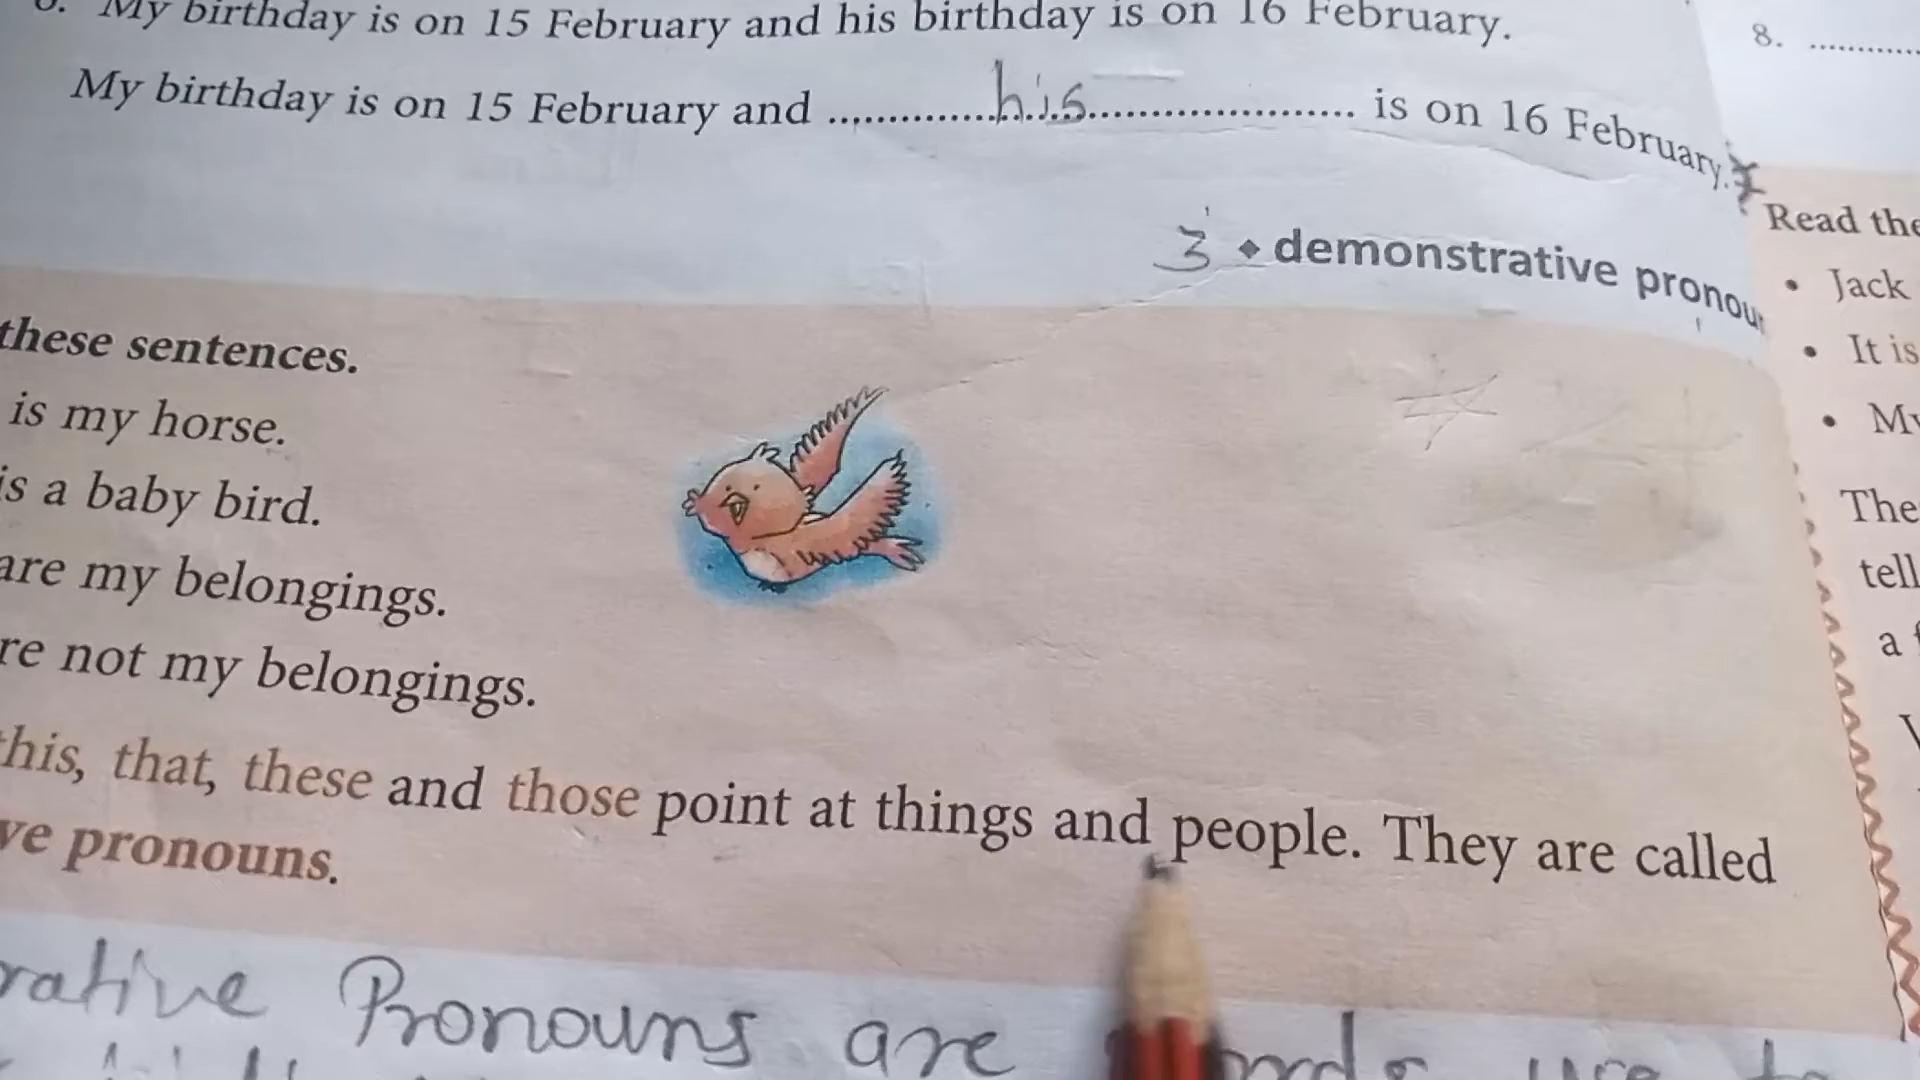 My birthday is on 15 February and his birthday is on 16 February.
My birthday is on 15 February and ....................his.................... is on 16 February.
3 ◆ demonstrative pronou
these sentences.
is my horse.
is a baby bird.
are my belongings.
re not my belongings.
this, that, these and those point at things and people. They are called
ve pronouns.
rative Pronouns are
8. ............
Read the
• Jack
• It is
• My
The
tell
a